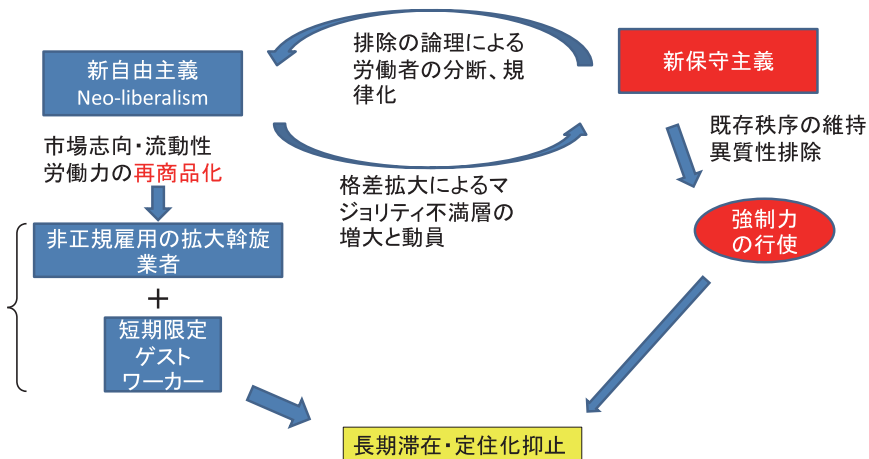 排除の論理による
労働者の分断、規
律化
新自由主義
Neo-liberalism
新保守主義
市場志向・流動性
労働力の再商品化
既存秩序の維持
異質性排除
格差拡大によるマ
ジョリティ不満層の
増大と動員
非正規雇用の拡大斡旋
業者
強制力
の行使
+
短期限定
ゲスト
ワーカー
長期滞在・定住化抑止